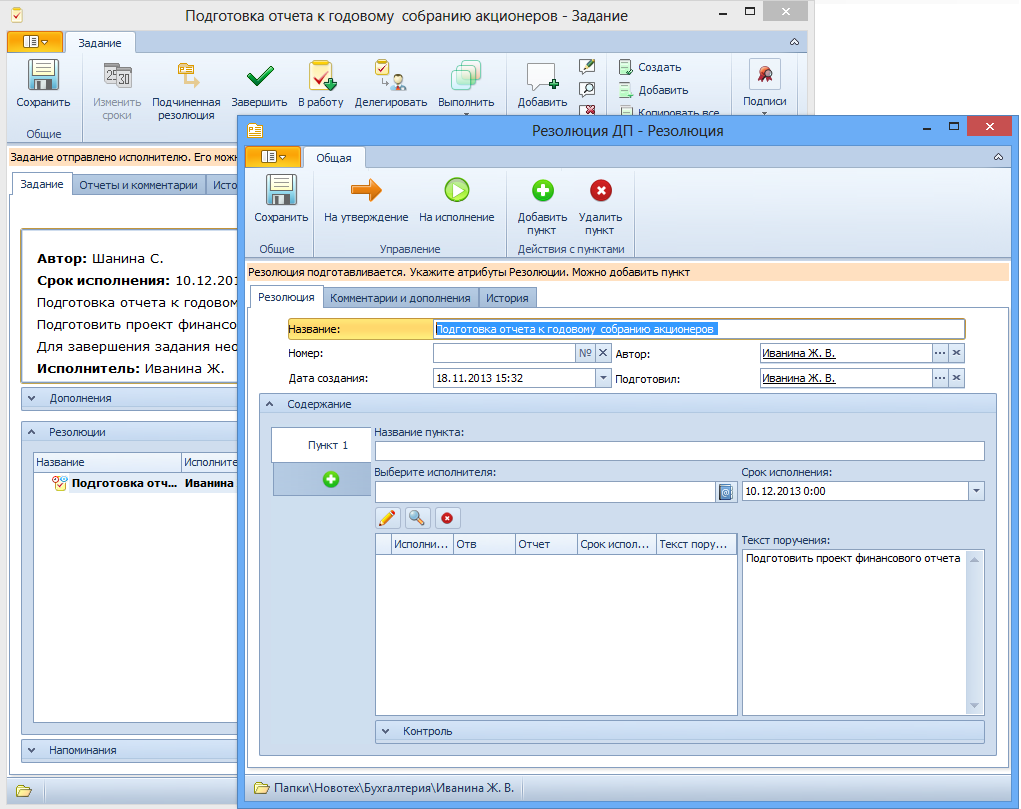 Подготовка отчета к годовому собранию акционеров - Задание
Задание
Сохранить
Изменить сроки
Подчиненная резолюция
Завершить
В работу
Делегировать
Выполнить
Добавить
Создать
Добавить
Копировать все
Подписи
Общие
Задание отправлено исполнителю. Его
Задание
Отчеты и комментарии
Автор: Шанина С.
Срок исполнения: 10.12.201
Подготовка отчета к годовом
Подготовить проект финансо
Для завершения задания нео
Исполнитель: Иванина Ж.
Дополнения
Резолюции
Название
Исполните
Подготовка отч...
Иванина
Напоминания
Резолюция ДП - Резолюция
Общая
Сохранить
На утверждение
На исполнение
Добавить пункт
Удалить пункт
Общие
Управление
Действия с пунктами
Резолюция подготавливается. Укажите атрибуты Резолюции. Можно добавить пункт
Резолюция
Комментарии и дополнения
История
Название:
Подготовка отчета к годовому собранию акционеров
Номер:
№
Автор:
Иванина Ж. В.
Дата создания:
18.11.2013 15:32
Подготовил:
Иванина Ж. В.
Содержание
Пункт 1
Название пункта:
Выберите исполнителя:
Срок исполнения:
10.12.2013 0:00
Исполни...
Отв
Отчет
Срок испол...
Текст пору...
Текст поручения:
Подготовить проект финансового отчета
Контроль
Папки\Новотех\Бухгалтерия\Иванина Ж. В.